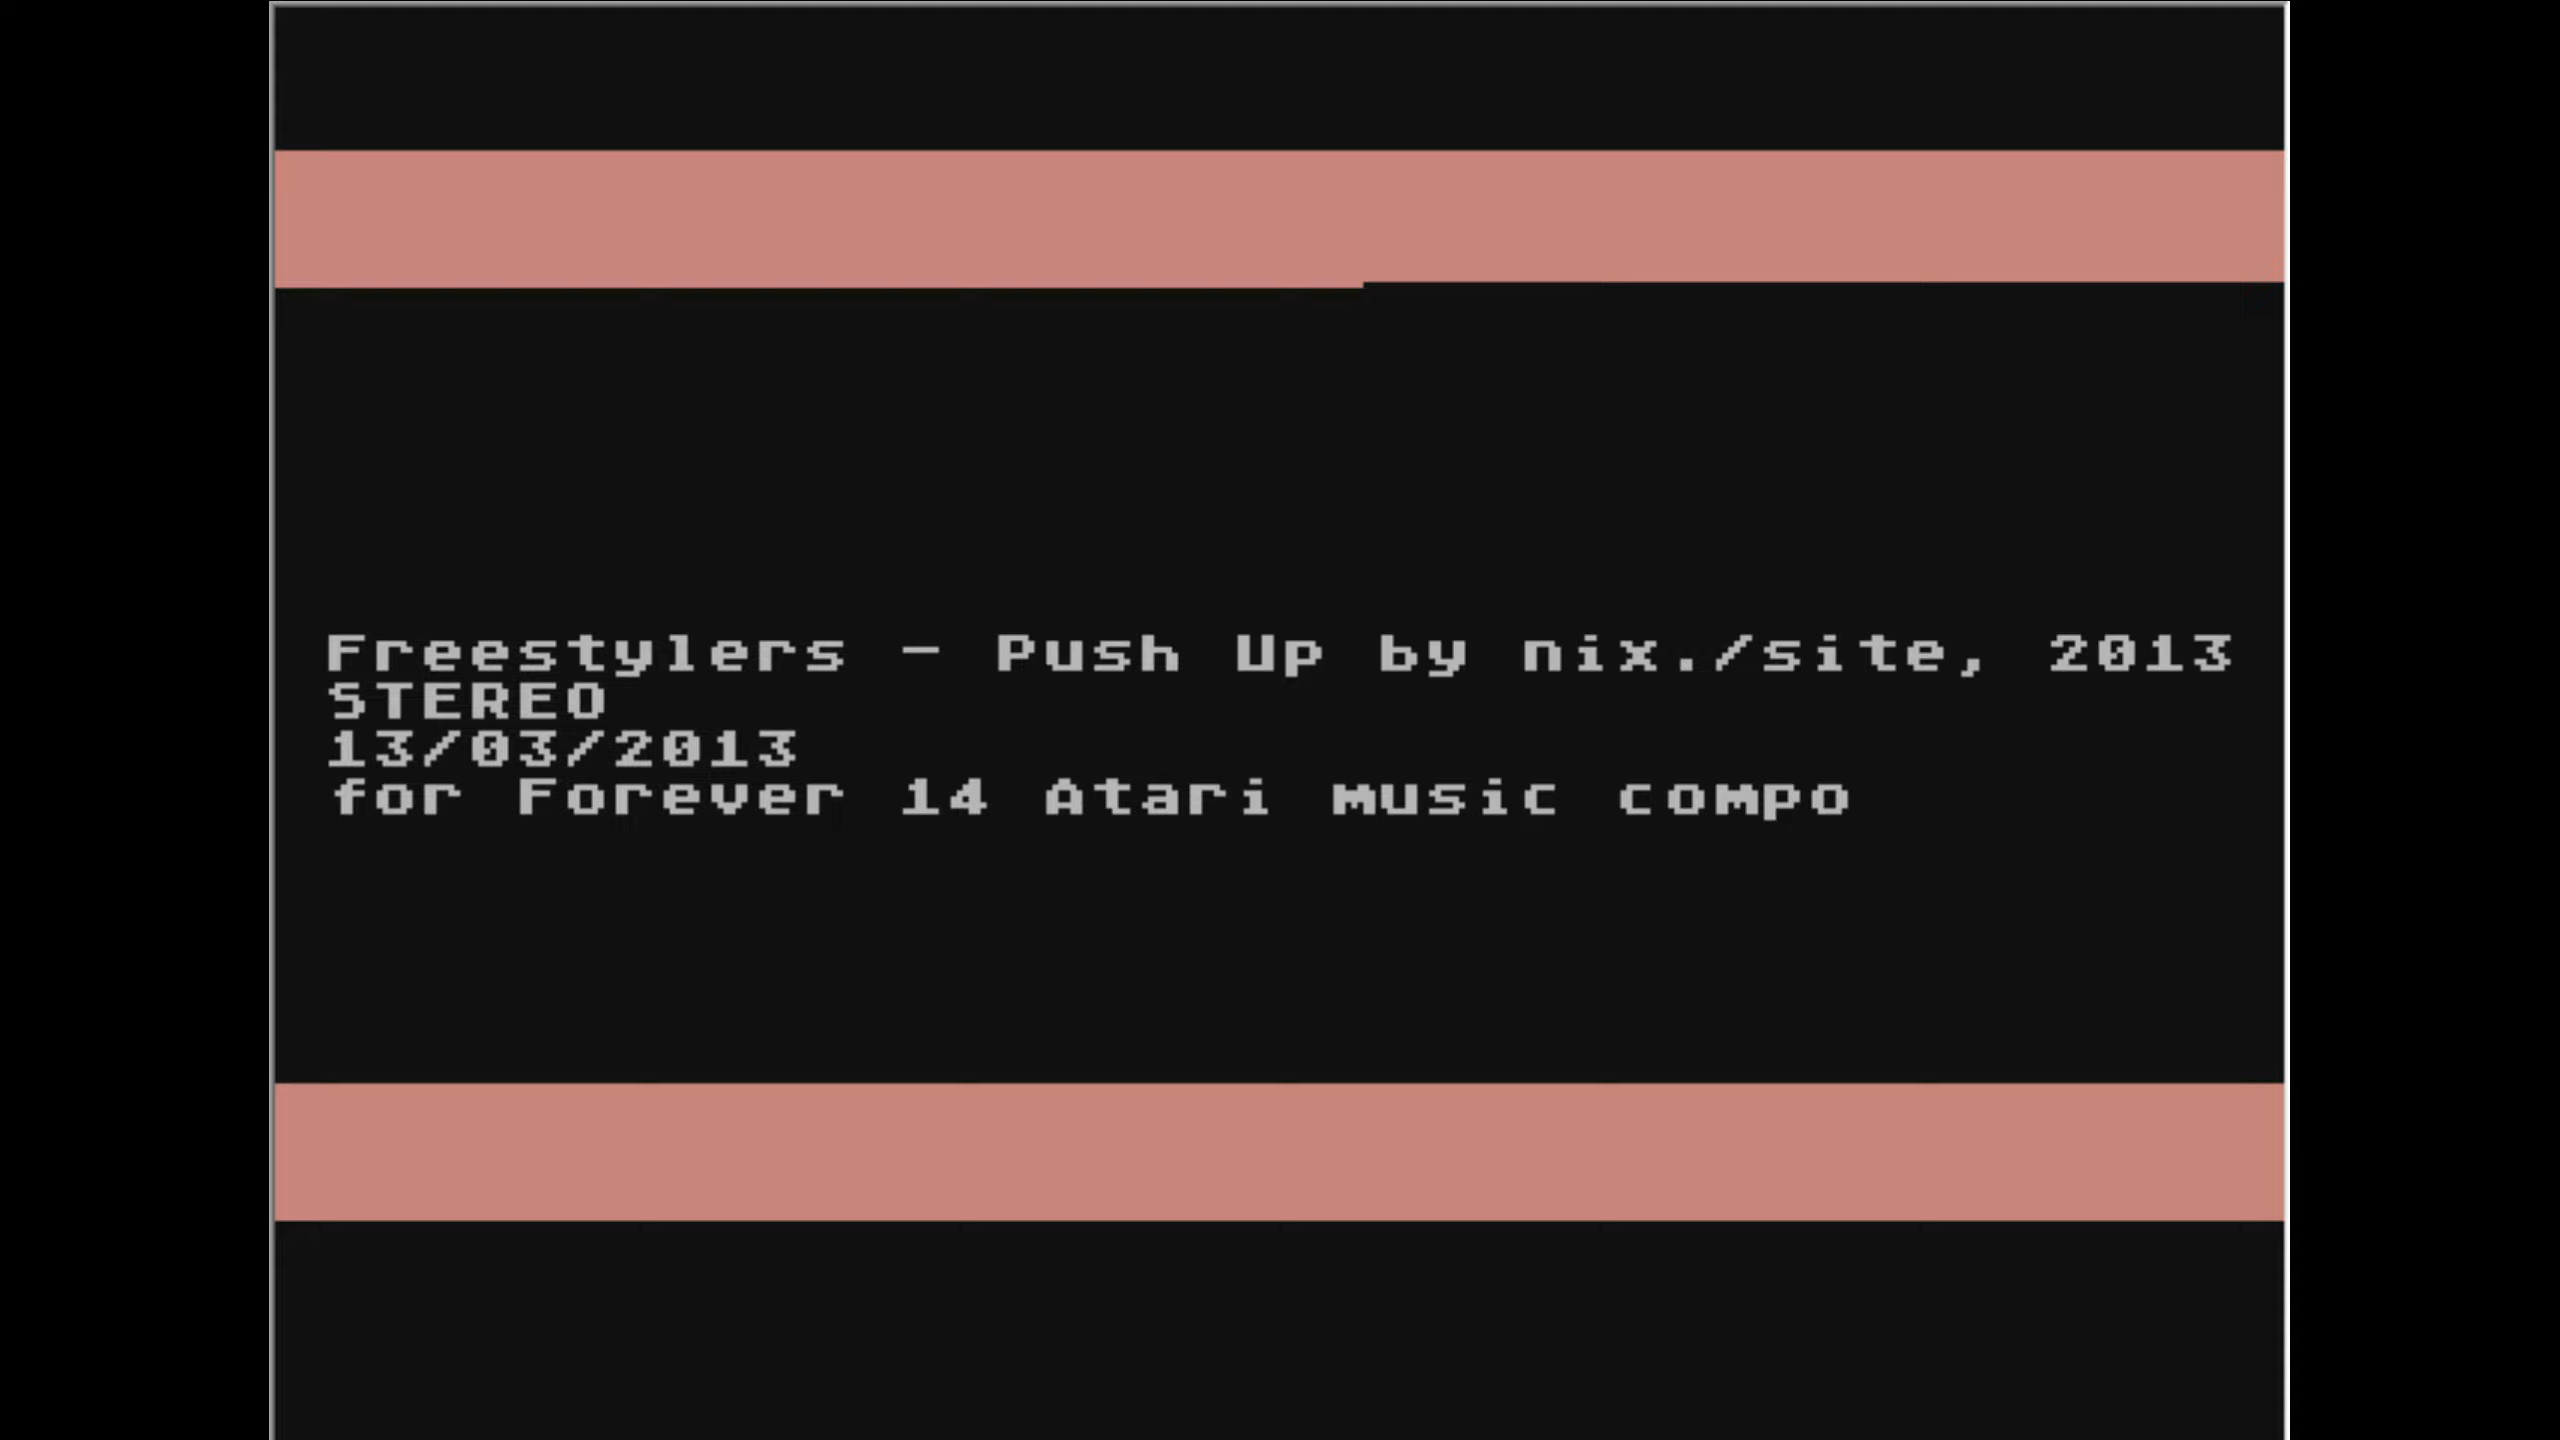 Freestylers - Push Up by nix./site, 2013
STEREO
13/03/2013
for Forever 14 Atari music compo